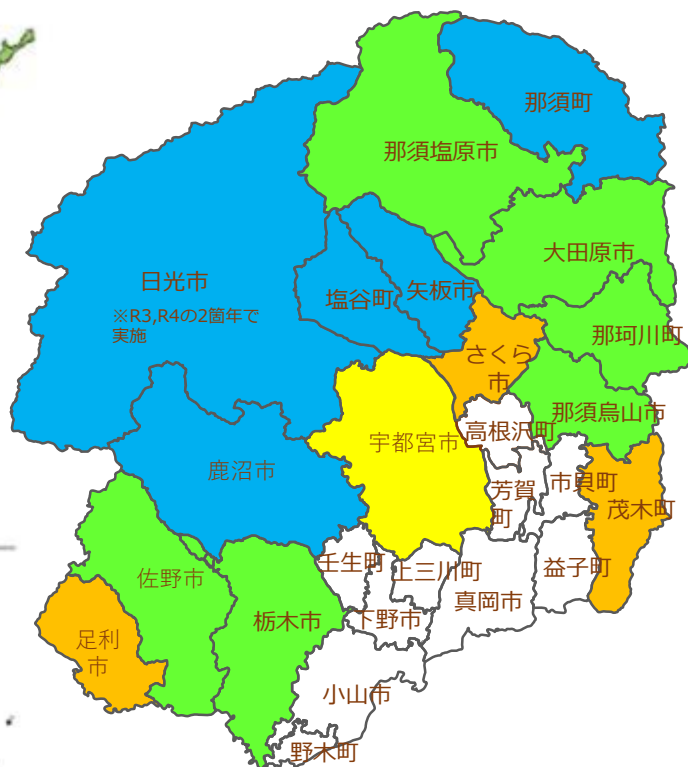 那須町
那須塩原市
大田原市
日光市
※R3,R4の2箇年で
実施
塩谷町
矢板市
那珂川町
さくら
市
那須烏山市
高根沢町
宇都宮市
鹿沼市
芳賀
町
市貝町
茂木町
壬生町
上三川町
益子町
佐野市
真岡市
下野市
栃木市
足利
市
小山市
野木町